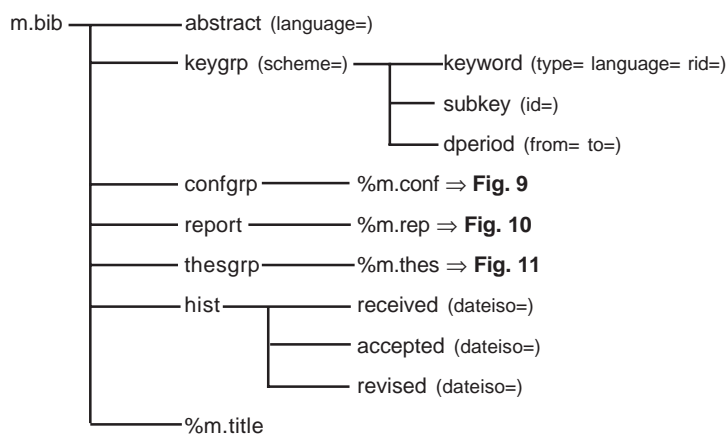 m.bib abstract (language=)
keygrp (scheme=) keyword (type= language= rid=)
subkey (id=)
dperiod (from= to=)
confgrp %m.conf ⇒ Fig. 9
report %m.rep ⇒ Fig. 10
thesgrp %m.thes ⇒ Fig. 11
hist received (dateiso=)
accepted (dateiso=)
revised (dateiso=)
%m.title